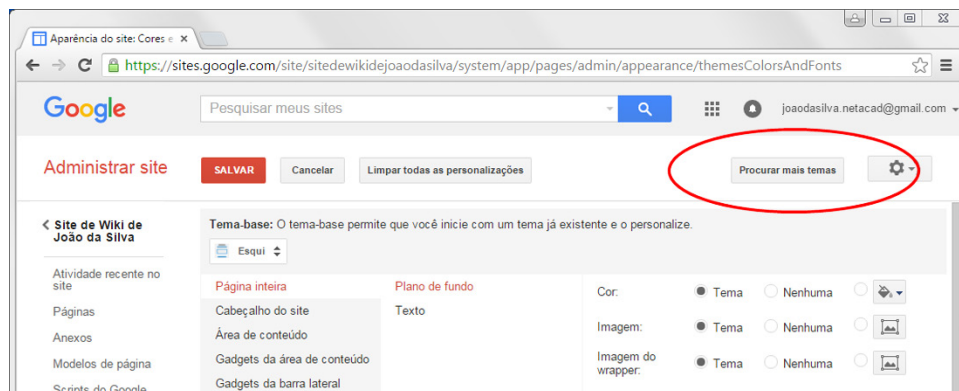 Aparência do site: Cores e
https://sites.google.com/site/sitedewikidejoaodasilva/system/app/pages/admin/appearance/themesColorsAndFonts
Google
Pesquisar meus sites
joaodasilva.netacad@gmail.com
Administrar site
SALVAR
Cancelar
Limpar todas as personalizações
Procurar mais temas
Site de Wiki de
João da Silva
Atividade recente no
site
Páginas
Anexos
Modelos de página
Scripts do Google
Tema-base: O tema-base permite que você inicie com um tema já existente e o personalize.
Esqui
Página inteira
Cabeçalho do site
Área de conteúdo
Gadgets da área de conteúdo
Gadgets da barra lateral
Plano de fundo
Texto
Cor: Tema Nenhuma
Imagem: Tema Nenhuma
Imagem do
wrapper: Tema Nenhuma